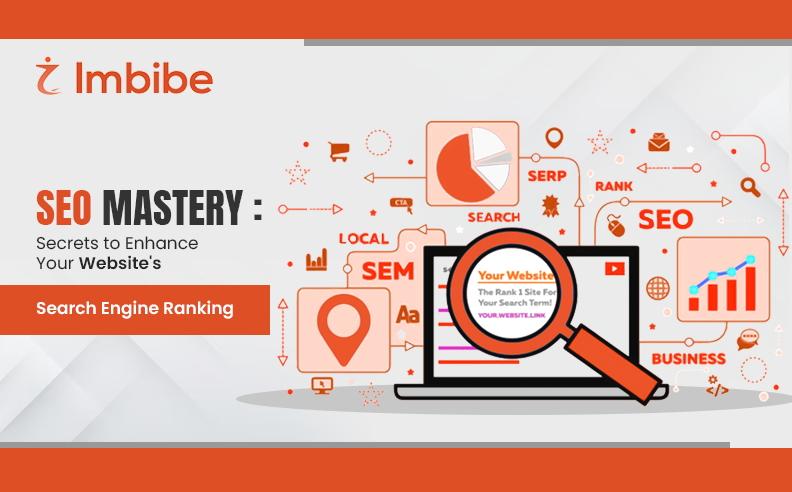 Imbibe
SEO MASTERY :
Secrets to Enhance
Your Website's
Search Engine Ranking
SERP
RANK
CTA
SEARCH
SEO
LOCAL
SEM
Your Website
The Rank 1 Site For
Your Search Term!
YOUR.WEBSITE.LINK
Aa
BUSINESS